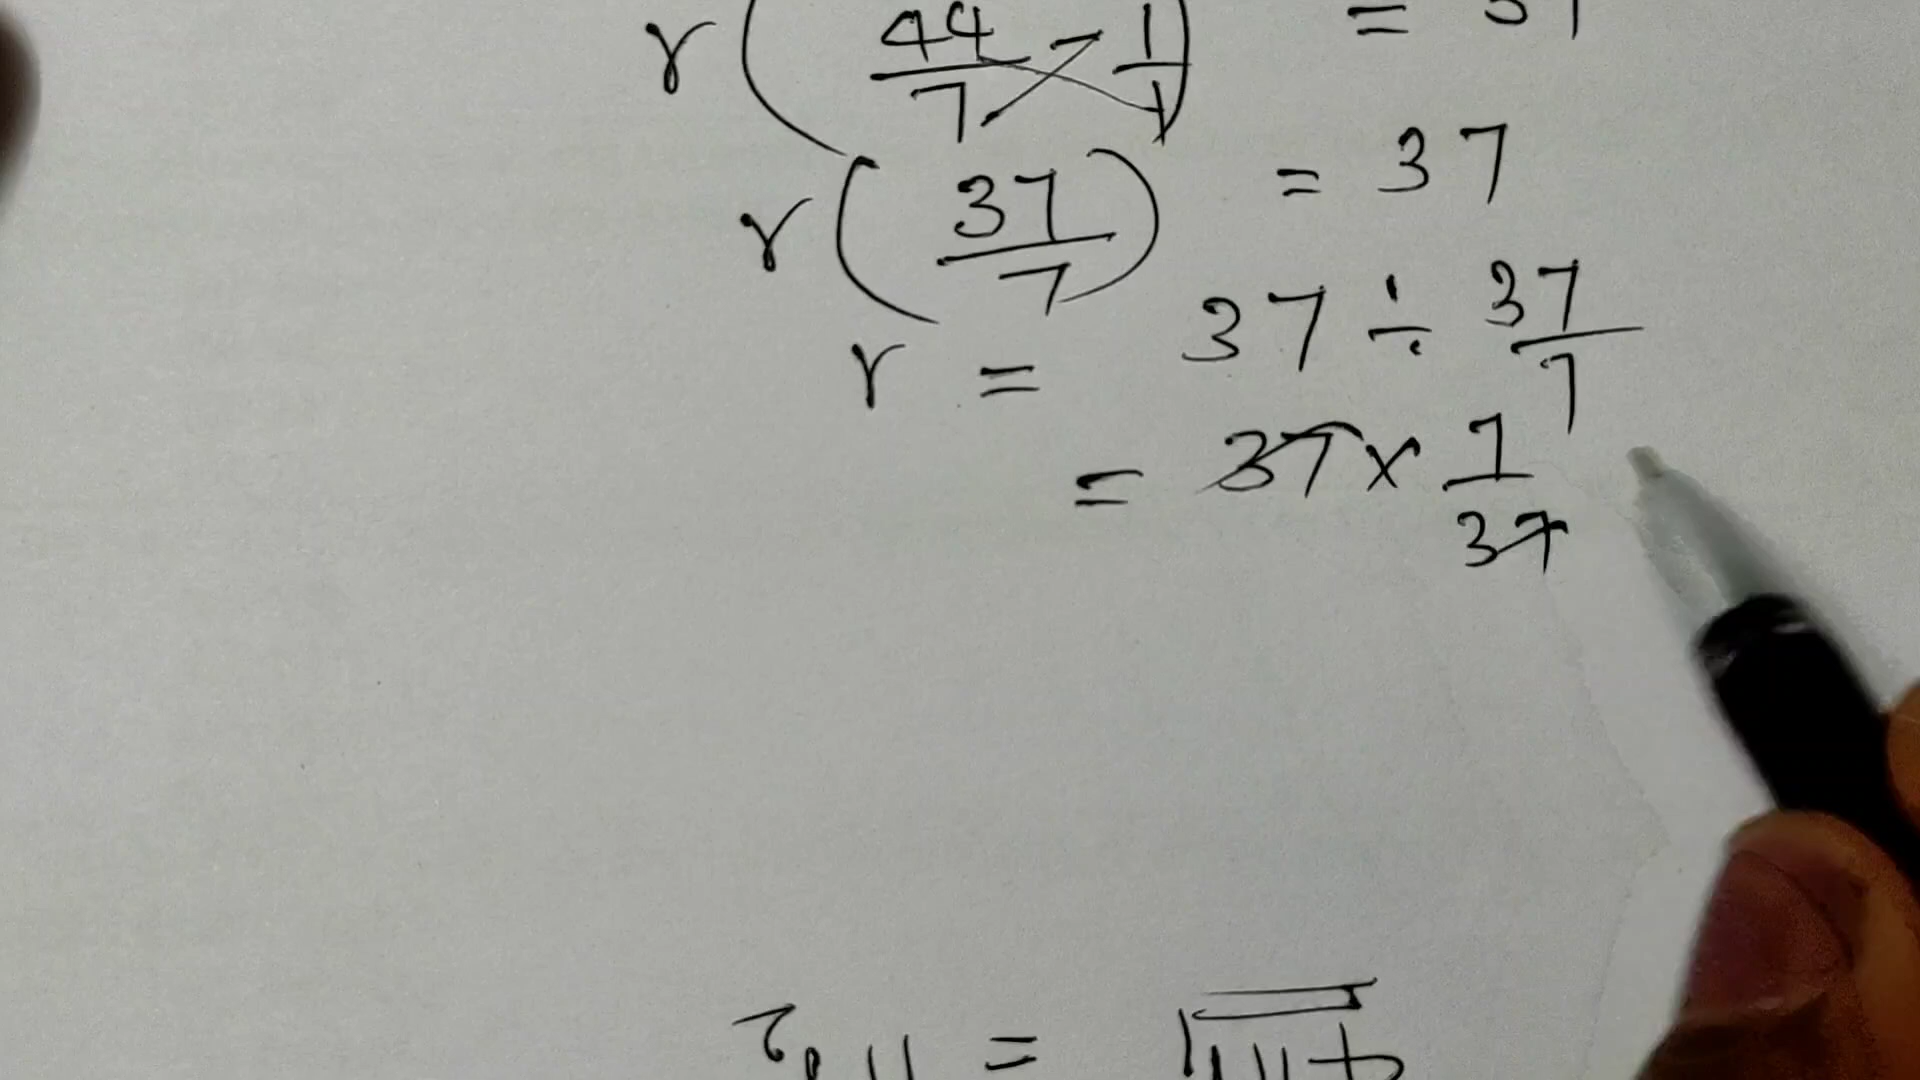 r ( 44/7 - 1/1 ) = 37
r ( 37/7 ) = 37
r = 37 ÷ 37/7
= 37 × 7/37